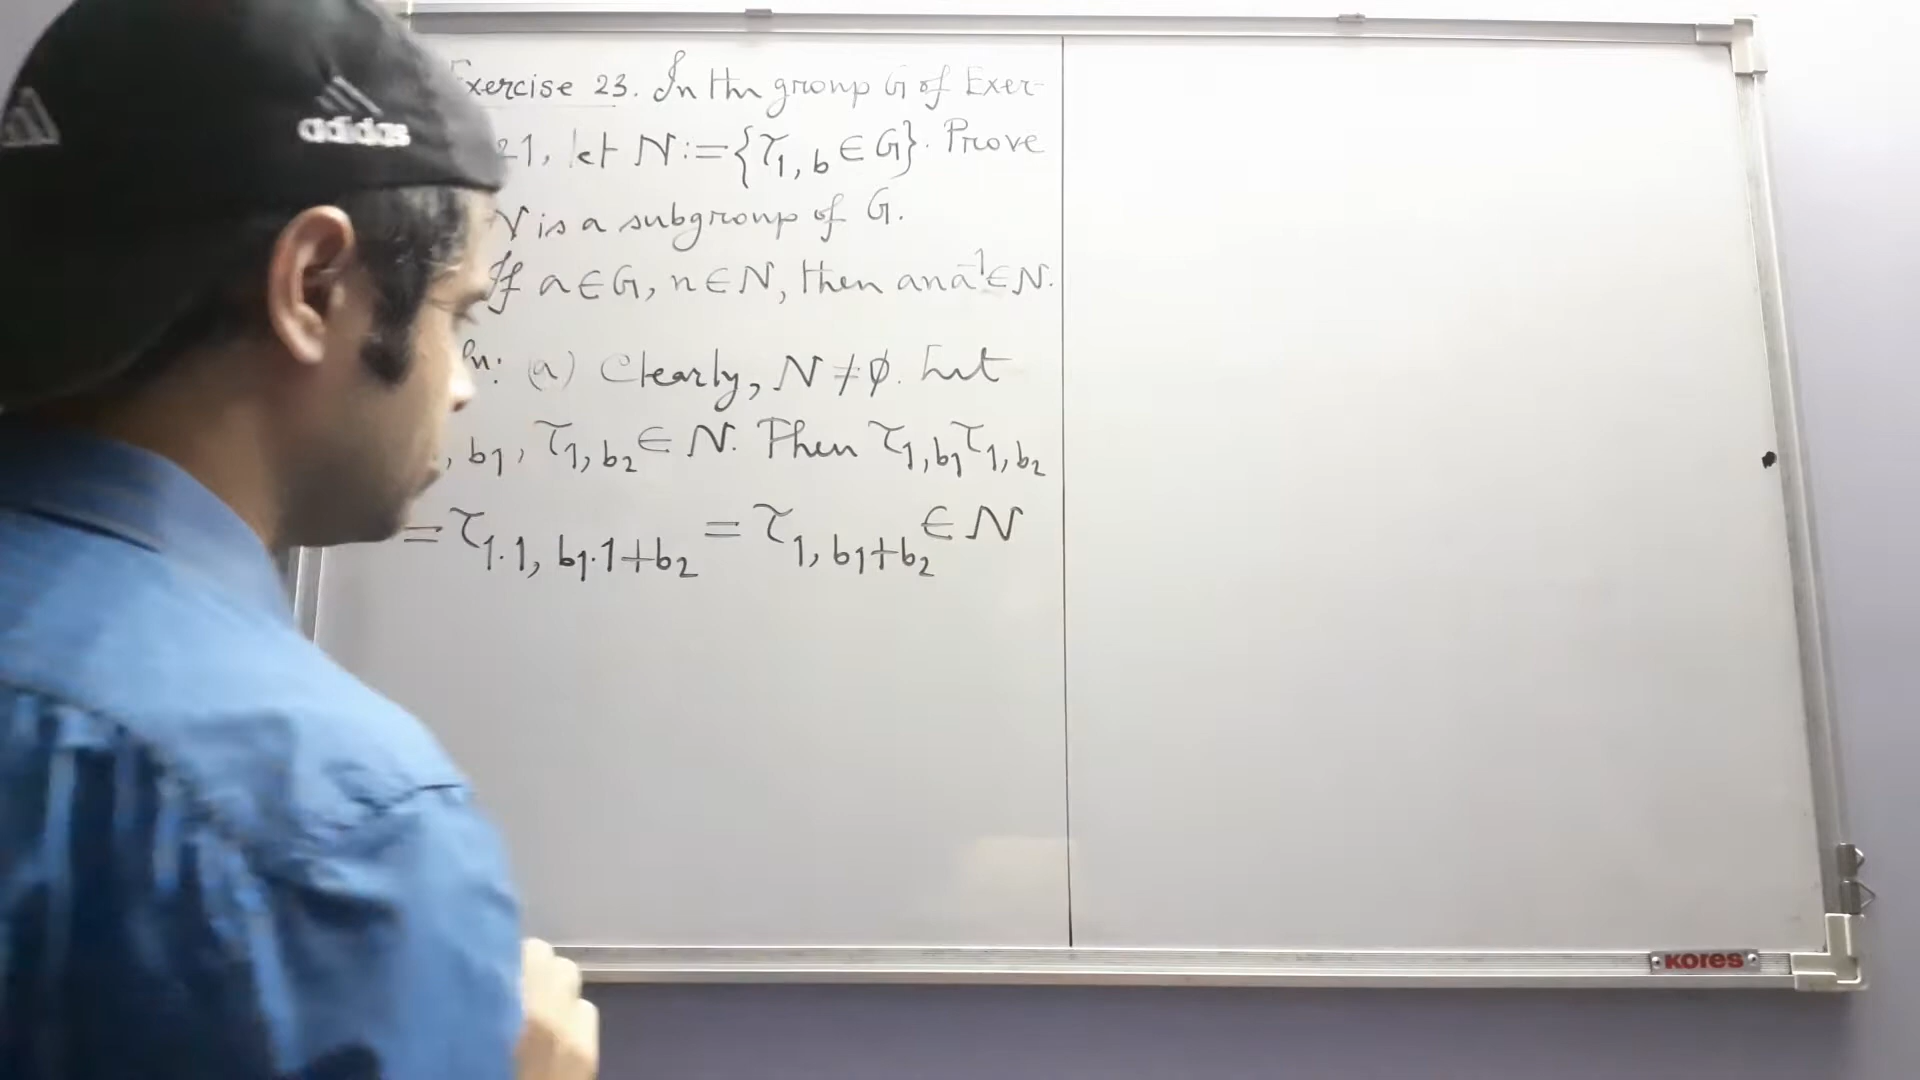 adidas
Exercise 23. In the group G of Exer-
21, let N:={τ₁, b ∈ G}. Prove
N is a subgroup of G.
If a ∈ G, n ∈ N, then ana⁻¹ ∈ N.
n: (a) Clearly, N ≠ ∅. Let
, b₁, τ₁, b₂ ∈ N. Then τ₁, b₁ τ₁, b₂
= τ₁.₁, b₁.1+b₂ = τ₁, b₁+b₂ ∈ N
KORES